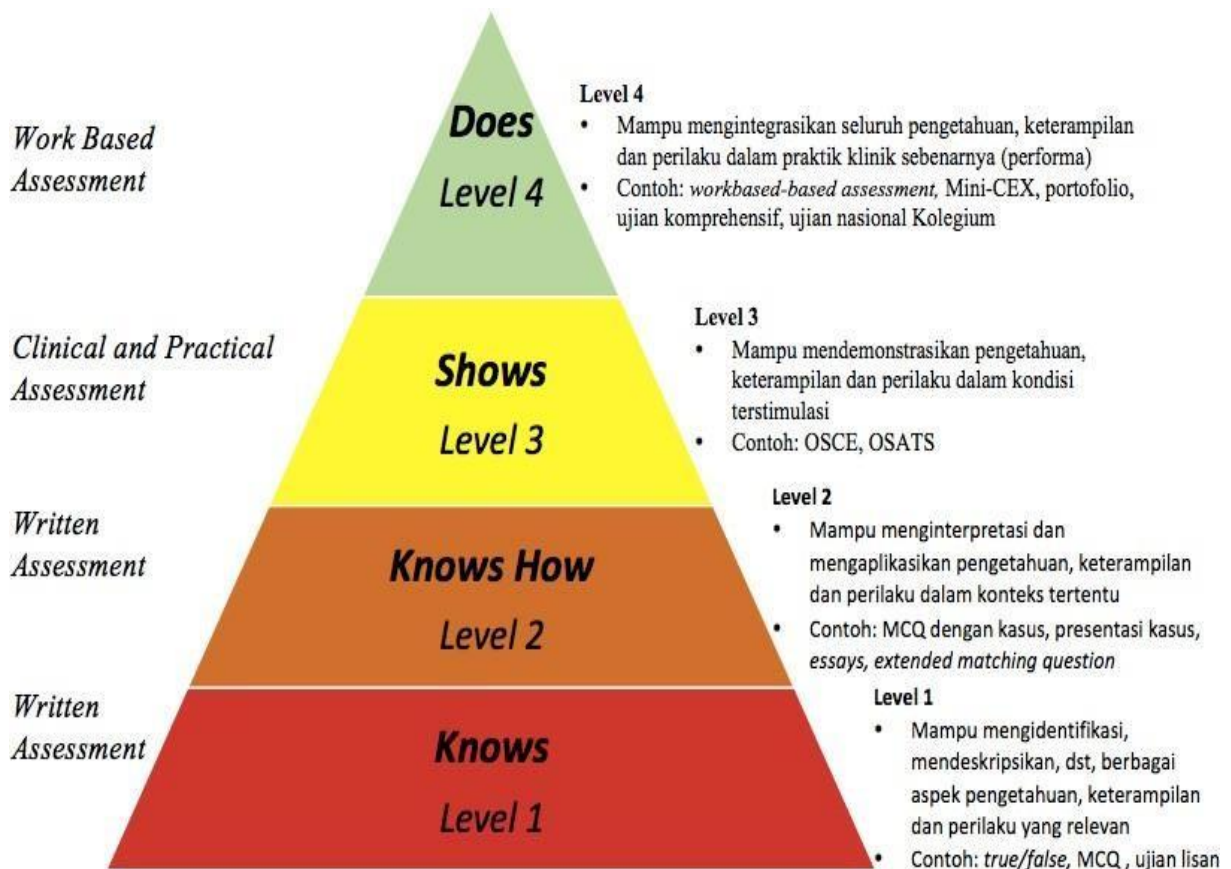 Work Based
Assessment
Does
Level 4
Level 4
• Mampu mengintegrasikan seluruh pengetahuan, keterampilan
dan perilaku dalam praktik klinik sebenarnya (performa)
• Contoh: workbased-based assessment, Mini-CEX, portofolio,
ujian komprehensif, ujian nasional Kolegium
Clinical and Practical
Assessment
Shows
Level 3
Level 3
• Mampu mendemonstrasikan pengetahuan,
keterampilan dan perilaku dalam kondisi
terstimulasi
• Contoh: OSCE, OSATS
Written
Assessment
Knows How
Level 2
Level 2
• Mampu menginterpretasi dan
mengaplikasikan pengetahuan, keterampilan
dan perilaku dalam konteks tertentu
• Contoh: MCQ dengan kasus, presentasi kasus,
essays, extended matching question
Written
Assessment
Knows
Level 1
Level 1
• Mampu mengidentifikasi,
mendeskripsikan, dst, berbagai
aspek pengetahuan, keterampilan
dan perilaku yang relevan
• Contoh: true/false, MCQ , ujian lisan